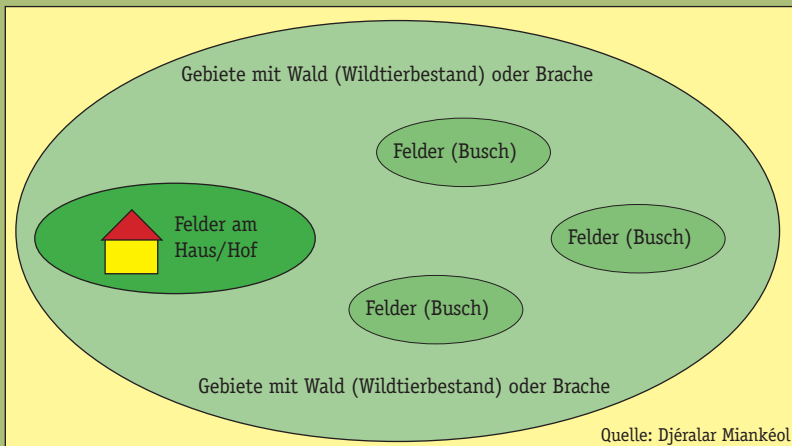 Gebiete mit Wald (Wildtierbestand) oder Brache
Felder (Busch)
Felder am
Haus/Hof
Felder (Busch)
Felder (Busch)
Gebiete mit Wald (Wildtierbestand) oder Brache
Quelle: Djéralar Miankéol